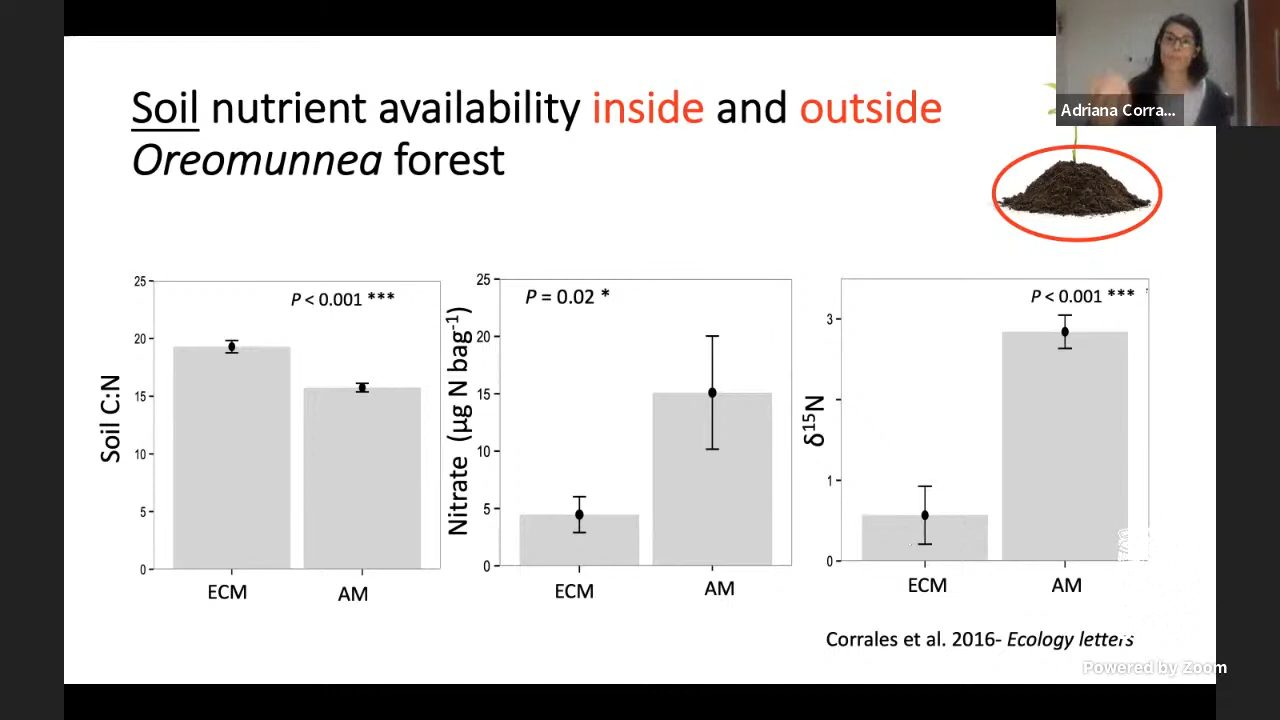 Soil nutrient availability inside and outside
Oreomunnea forest
Adriana Corra...
25
20
15
10
5
0
Soil C:N
P < 0.001 ***
ECM
AM
25
20
15
10
5
0
Nitrate (µg N bag⁻¹)
P = 0.02 *
ECM
AM
3
1
0
δ¹⁵N
P < 0.001 ***
ECM
AM
Corrales et al. 2016- Ecology letters
Powered by Zoom